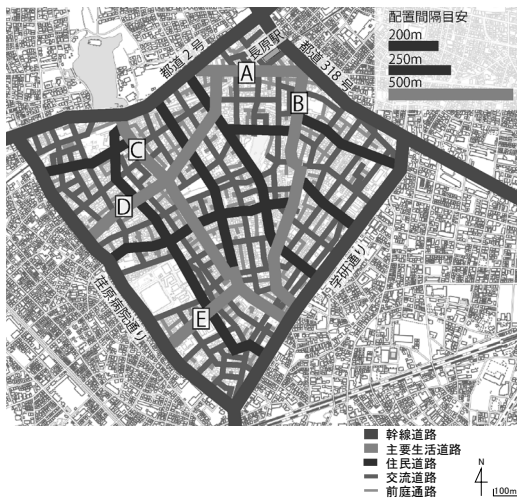 配置間隔目安
200m
250m
500m
都道2号
長原駅
都道318号
A
B
C
D
E
荏原病院通り
学研通り
幹線道路
主要生活道路
住民道路
交流道路
前庭通路
N
100m